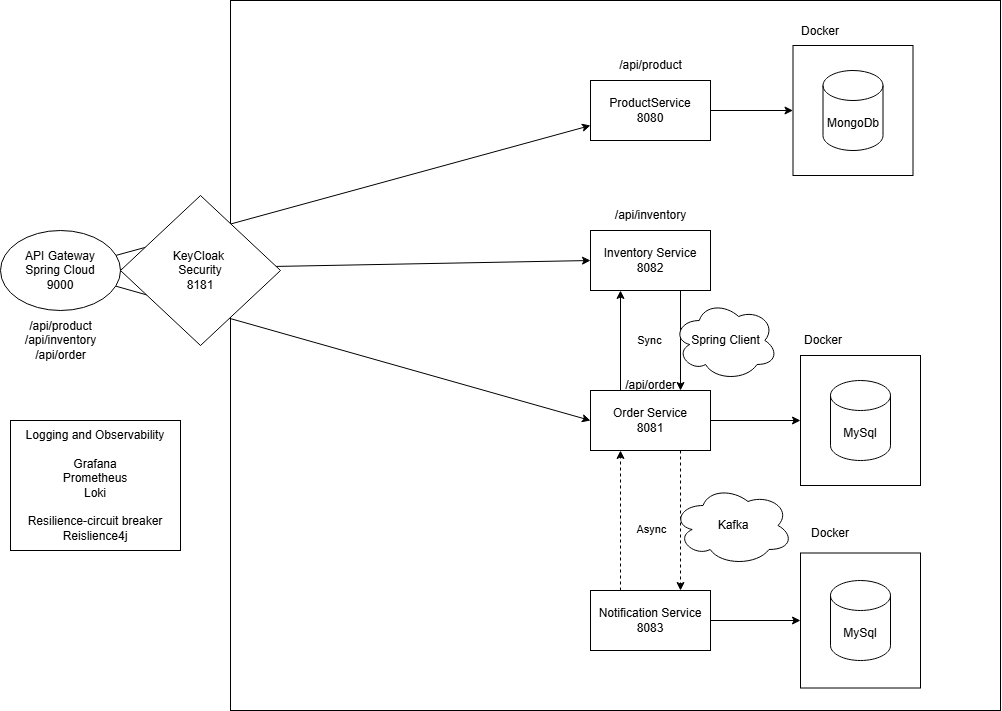 Docker
/api/product
ProductService
8080
MongoDb
/api/inventory
Inventory Service
8082
API Gateway
Spring Cloud
9000
KeyCloak
Security
8181
/api/product
/api/inventory
/api/order
Sync
Spring Client
Docker
/api/order
Order Service
8081
MySql
Logging and Observability
Grafana
Prometheus
Loki
Resilience-circuit breaker
Reislience4j
Async
Kafka
Docker
Notification Service
8083
MySql